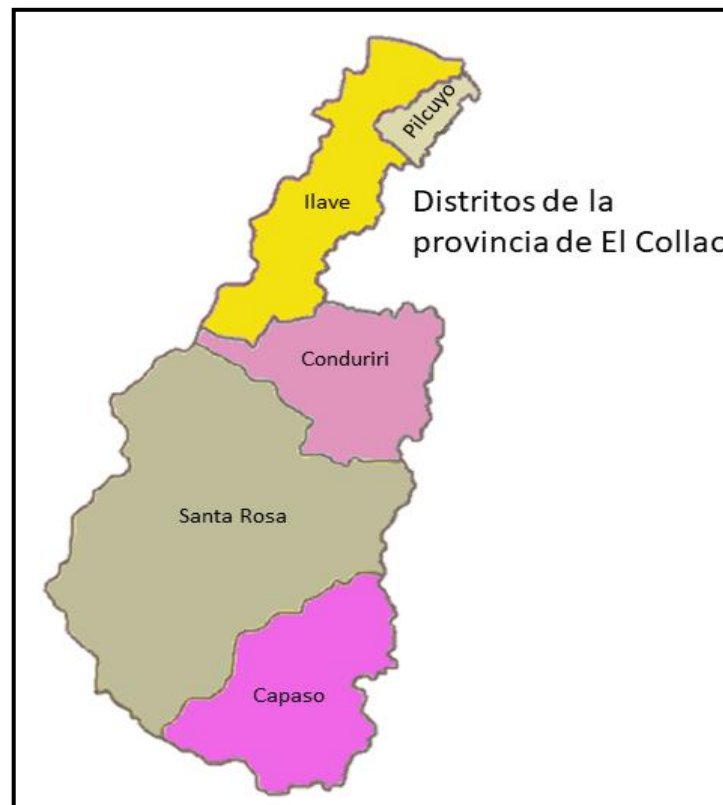 Pilcuyo
Ilave
Distritos de la
provincia de El Collao
Conduriri
Santa Rosa
Capaso